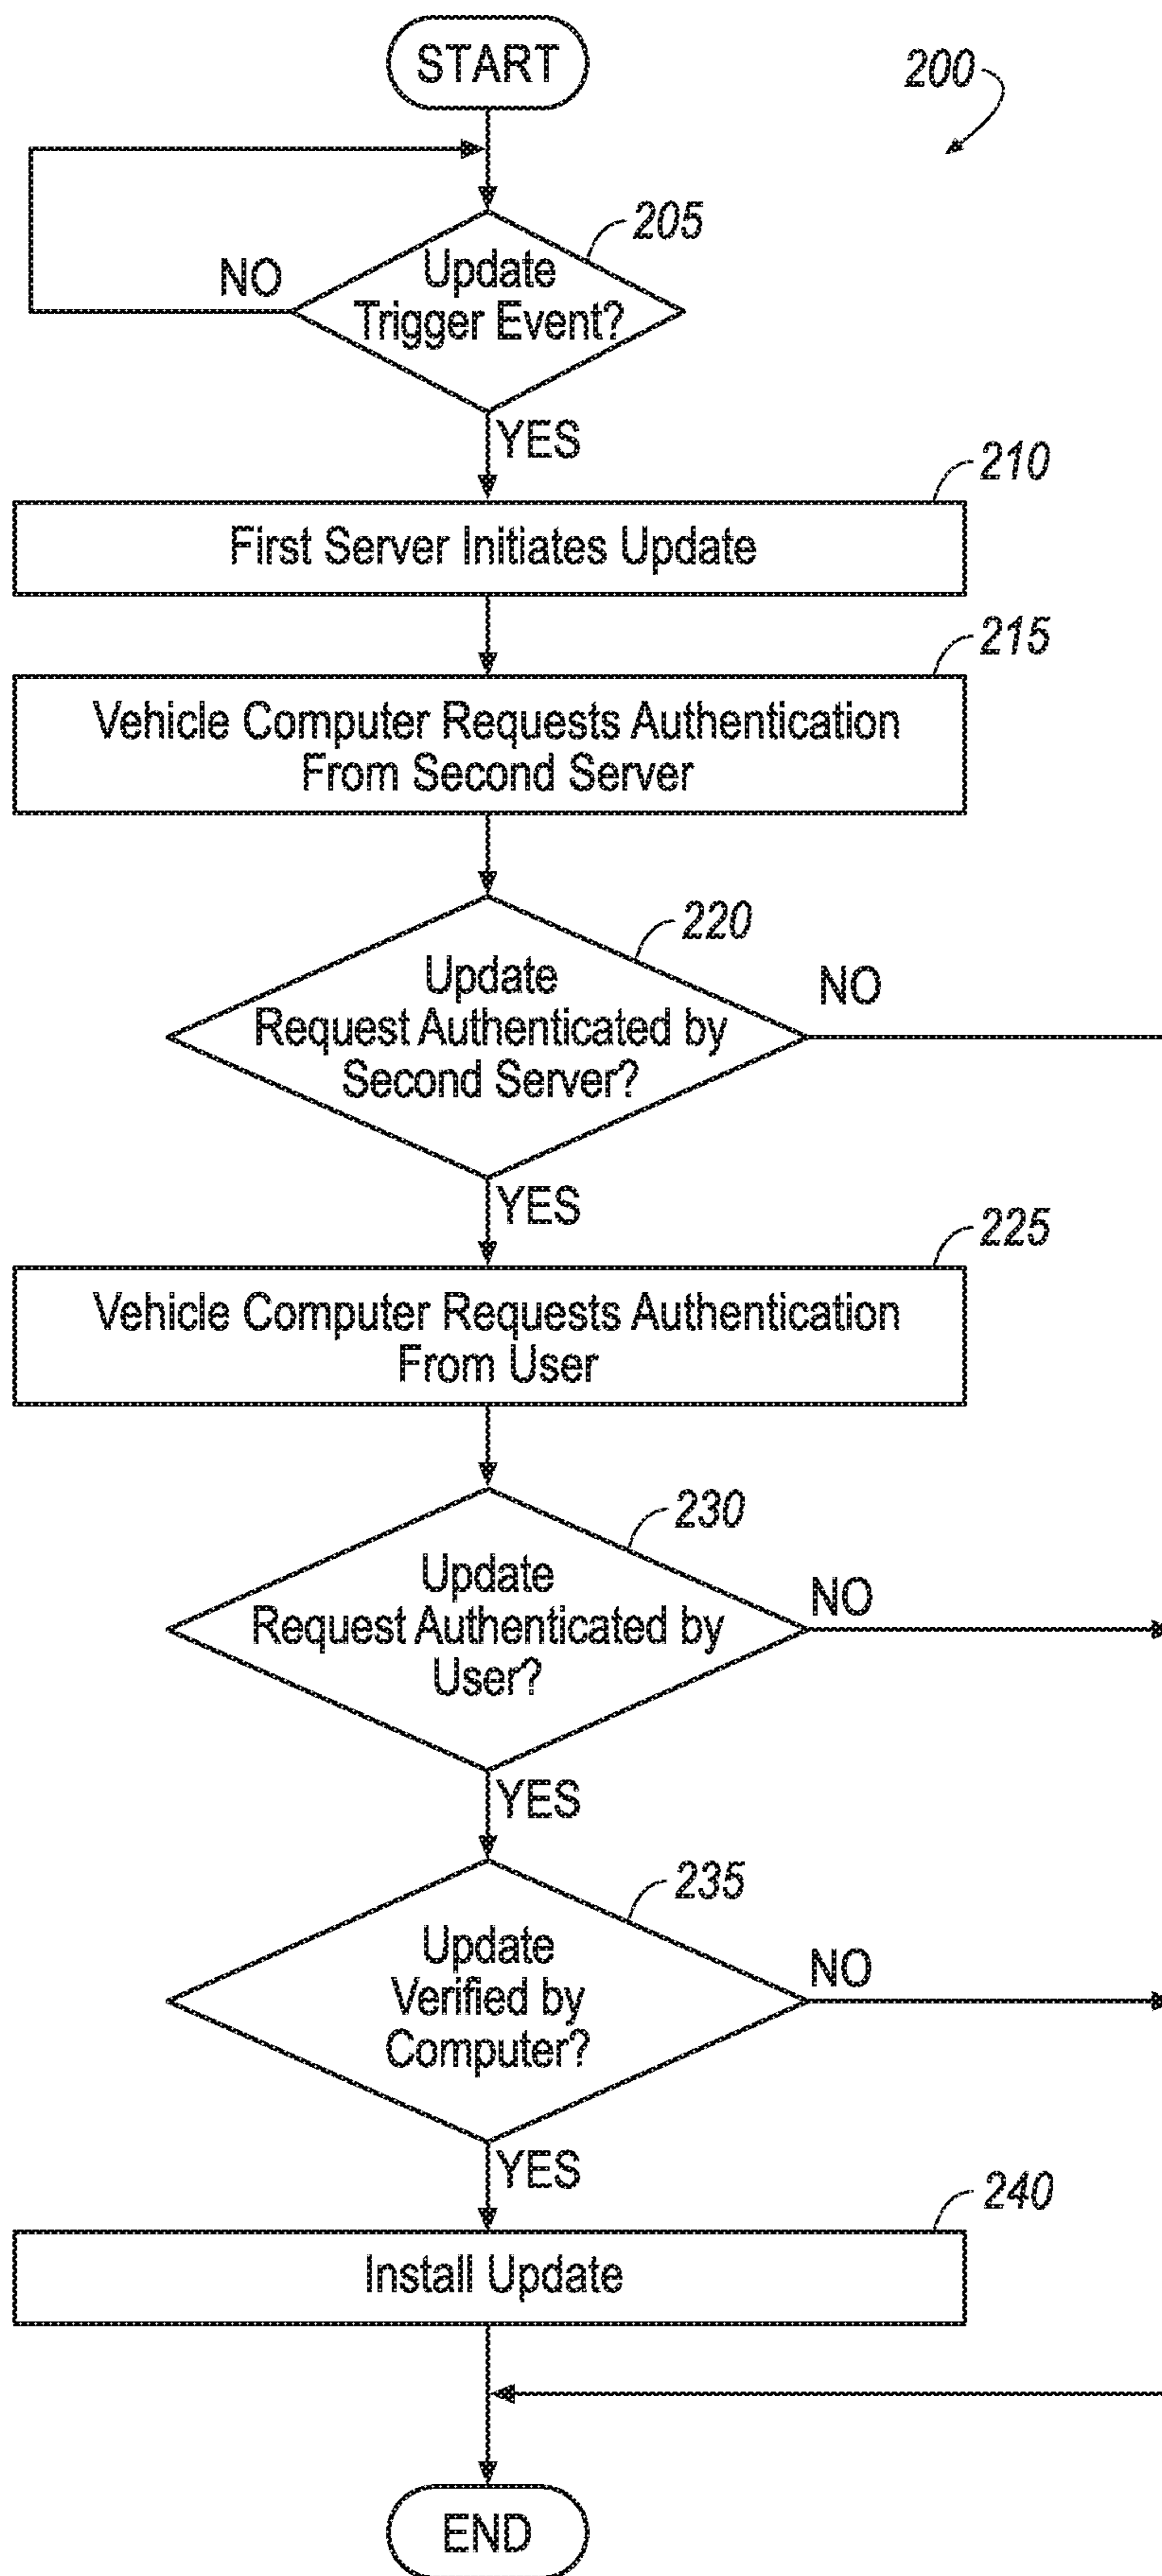 START
200
205
Update
Trigger Event?
NO
YES
210
First Server Initiates Update
215
Vehicle Computer Requests Authentication
From Second Server
220
Update
Request Authenticated by
Second Server?
NO
YES
225
Vehicle Computer Requests Authentication
From User
230
Update
Request Authenticated by
User?
NO
YES
235
Update
Verified by
Computer?
NO
YES
240
Install Update
END